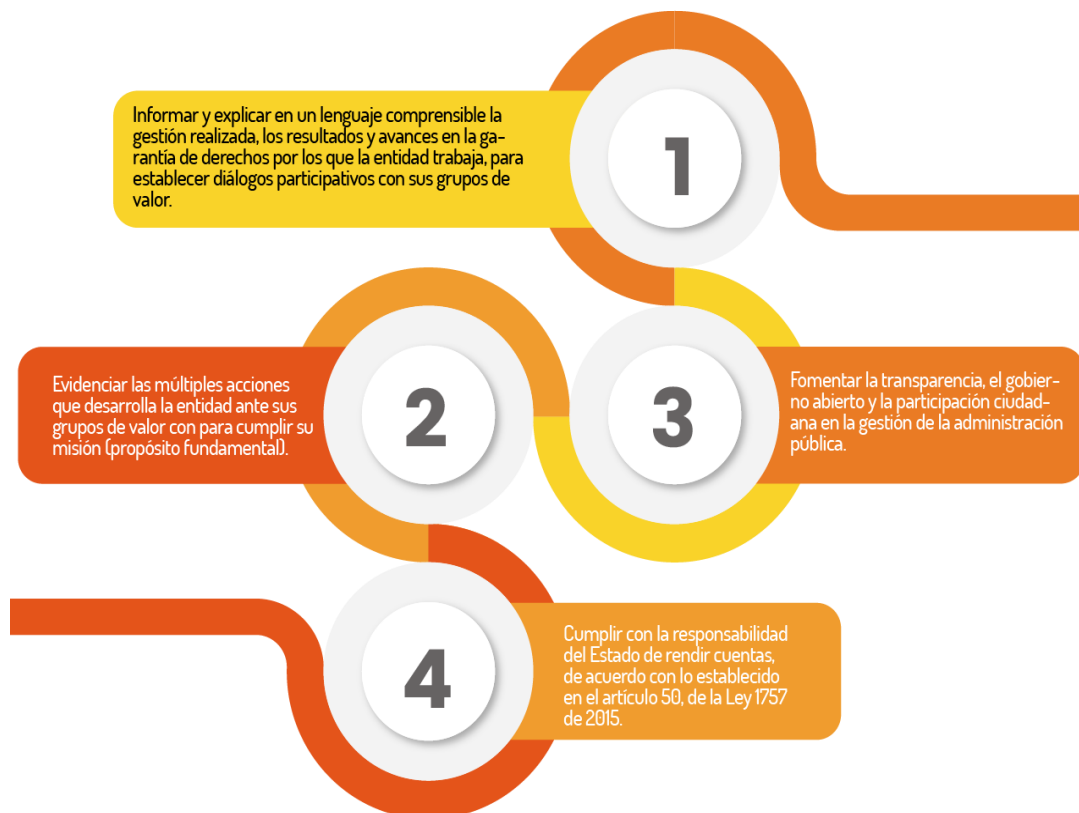 1
Informar y explicar en un lenguaje comprensible la
gestión realizada, los resultados y avances en la ga-
rantía de derechos por los que la entidad trabaja, para
establecer diálogos participativos con sus grupos de
valor.
2
Evidenciar las múltiples acciones
que desarrolla la entidad ante sus
grupos de valor con para cumplir su
misión (propósito fundamental).
3
Fomentar la transparencia, el gobier-
no abierto y la participación ciudad-
ana en la gestión de la administración
pública.
4
Cumplir con la responsabilidad
del Estado de rendir cuentas,
de acuerdo con lo establecido
en el artículo 50, de la Ley 1757
de 2015.